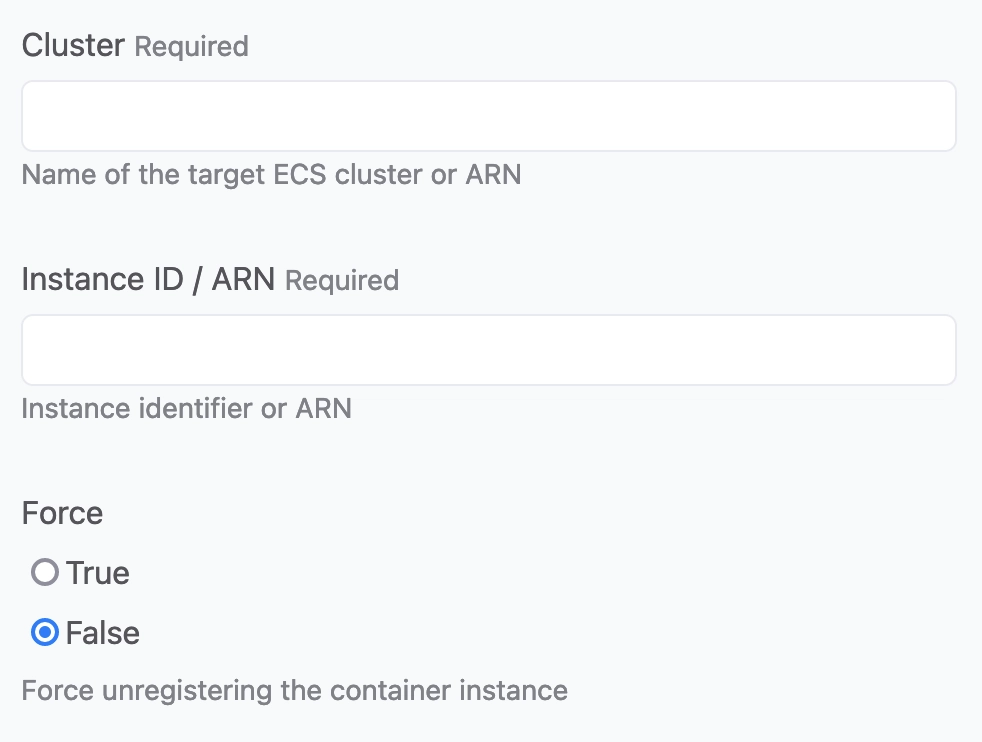 Cluster Required
Name of the target ECS cluster or ARN
Instance ID / ARN Required
Instance identifier or ARN
Force
True
False
Force unregistering the container instance